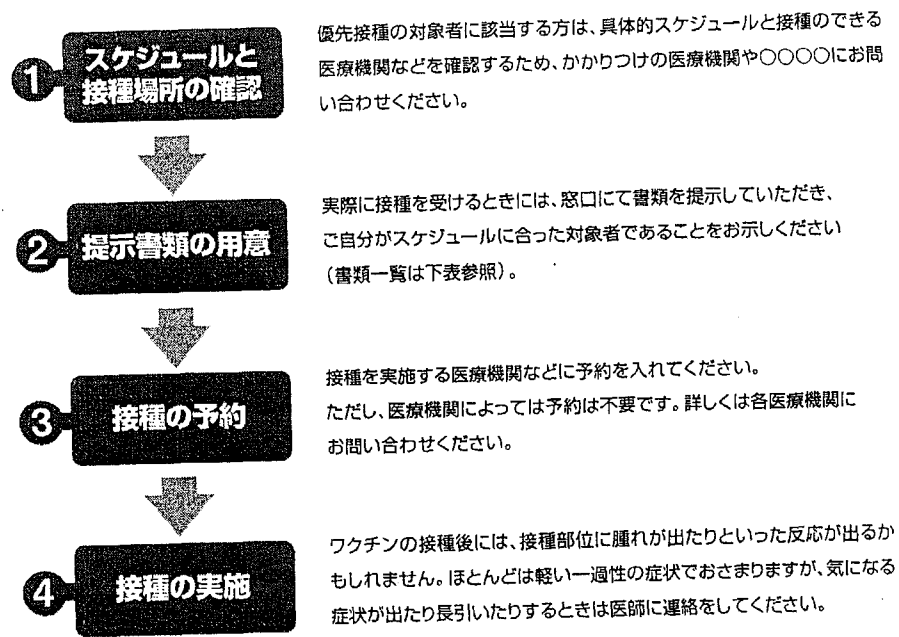 1
スケジュールと
接種場所の確認
優先接種の対象者に該当する方は、具体的スケジュールと接種のできる
医療機関などを確認するため、かかりつけの医療機関や〇〇〇〇にお問
い合わせください。
2
提示書類の用意
実際に接種を受けるときには、窓口にて書類を提示していただき、
ご自分がスケジュールに合った対象者であることをお示しください
（書類一覧は下表参照）。
3
接種の予約
接種を実施する医療機関などに予約を入れてください。
ただし、医療機関によっては予約は不要です。詳しくは各医療機関に
お問い合わせください。
4
接種の実施
ワクチンの接種後には、接種部位に腫れが出たりといった反応が出るか
もしれません。ほとんどは軽い一過性の症状でおさまりますが、気になる
症状が出たり長引いたりするときは医師に連絡をしてください。